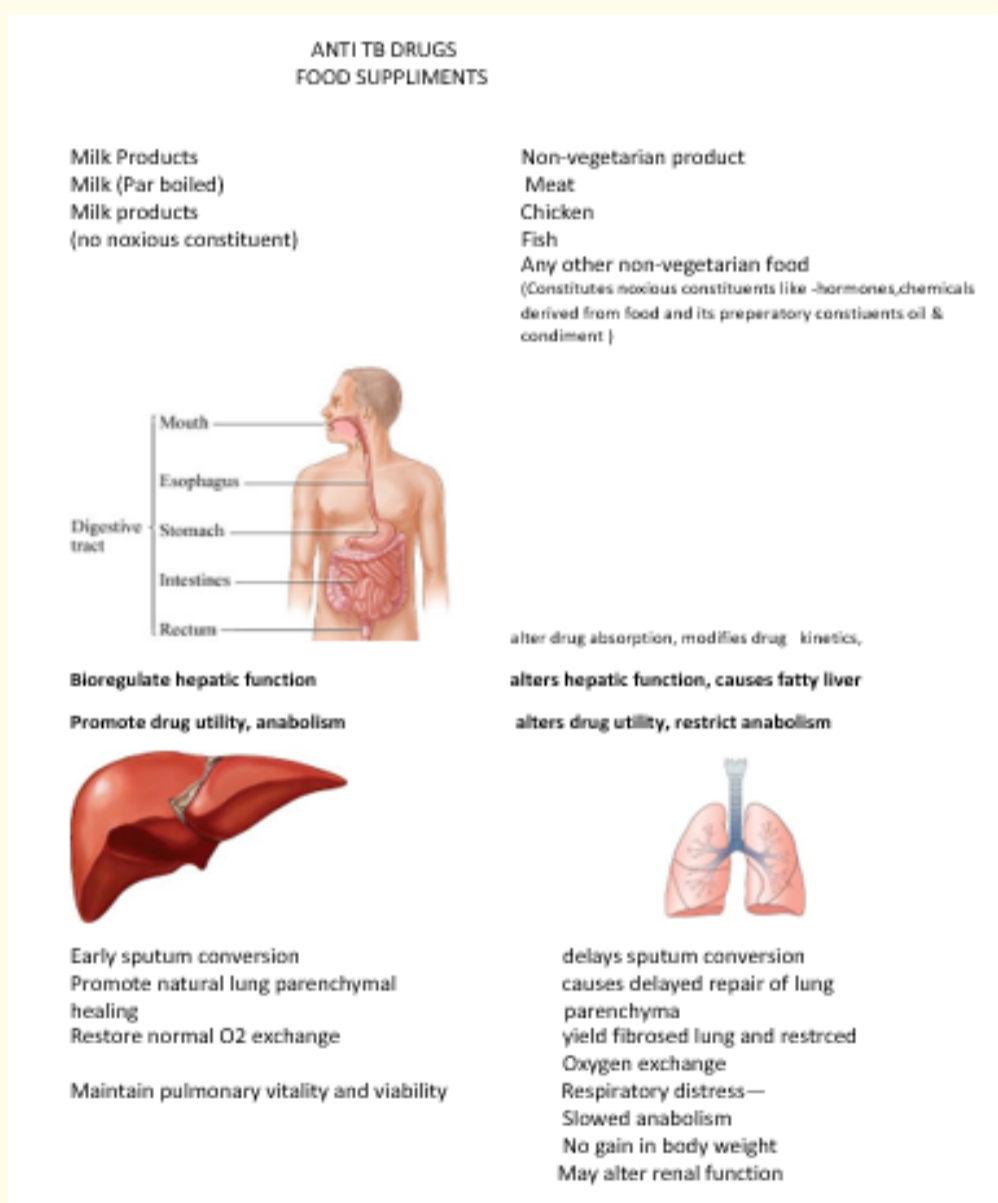 ANTI TB DRUGS
FOOD SUPPLIMENTS
Milk Products
Milk (Par boiled)
Milk products
(no noxious constituent)
Non-vegetarian product
Meat
Chicken
Fish
Any other non-vegetarian food
(Constitutes noxious constituents like -hormones,chemicals
derived from food and its preperatory constiuents oil &
condiment )
Mouth
Esophagus
Digestive
tract
Stomach
Intestines
Rectum
alter drug absorption, modifies drug kinetics,
Bioregulate hepatic function
alters hepatic function, causes fatty liver
Promote drug utility, anabolism
alters drug utility, restrict anabolism
Early sputum conversion
Promote natural lung parenchymal
healing
Restore normal O2 exchange
Maintain pulmonary vitality and viability
delays sputum conversion
causes delayed repair of lung
parenchyma
yield fibrosed lung and restrced
Oxygen exchange
Respiratory distress—
Slowed anabolism
No gain in body weight
May alter renal function